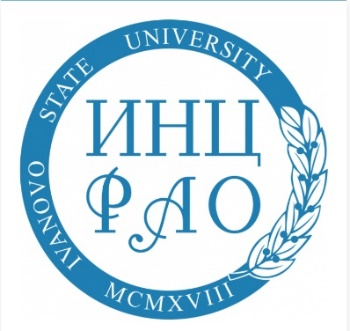 IVANOVO STATE UNIVERSITY
ИНЦ
РАО
MCMXVIII